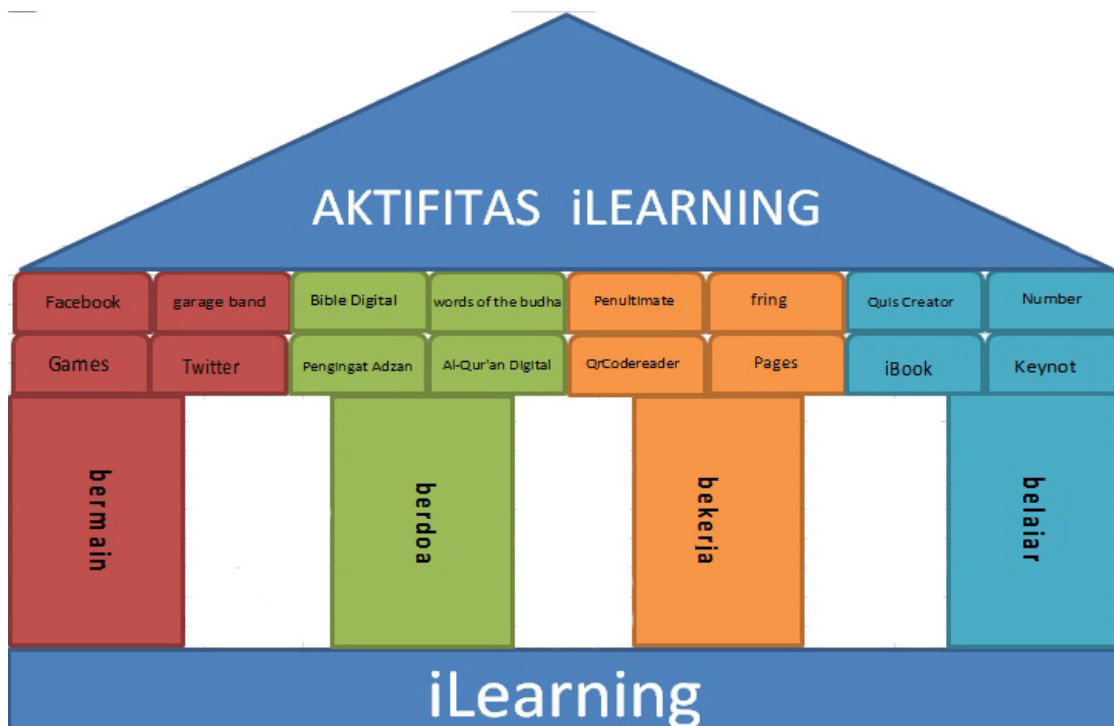 AKTIFITAS iLEARNING
Facebook
garage band
Bible Digital
words of the budha
Penultimate
fring
Quis Creator
Number
Games
Twitter
Pengingat Adzan
Al-Qur'an Digital
QrCodereader
Pages
iBook
Keynot
bermain
berdoa
bekerja
belaiar
iLearning